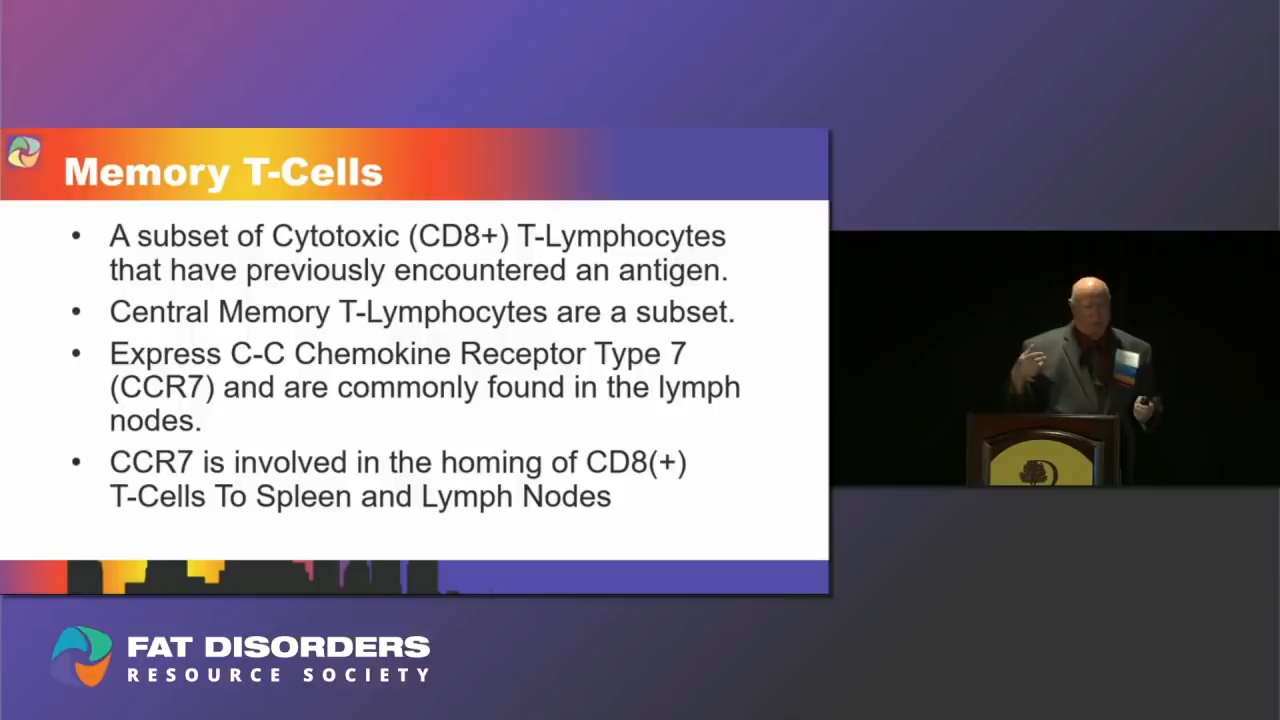 Memory T-Cells
• A subset of Cytotoxic (CD8+) T-Lymphocytes
that have previously encountered an antigen.
• Central Memory T-Lymphocytes are a subset.
• Express C-C Chemokine Receptor Type 7
(CCR7) and are commonly found in the lymph
nodes.
• CCR7 is involved in the homing of CD8(+)
T-Cells To Spleen and Lymph Nodes
FAT DISORDERS
RESOURCE SOCIETY